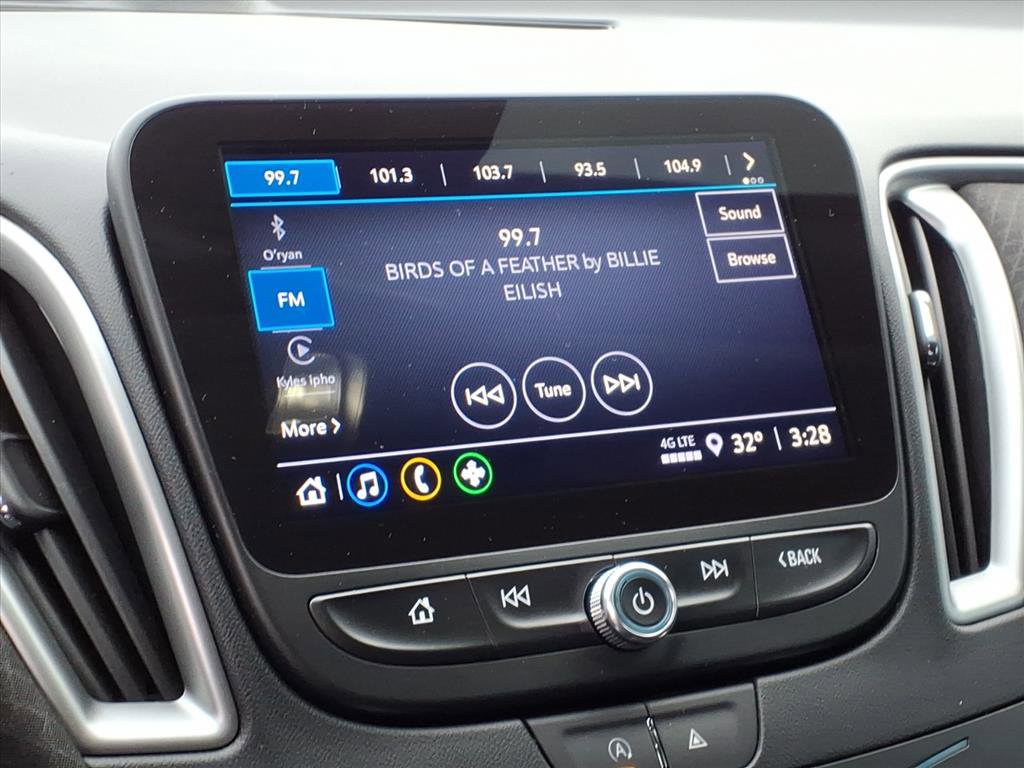 99.7 101.3 103.7 93.5 104.9
O'ryan
FM
Kyles ipho
More
99.7
BIRDS OF A FEATHER by BILLIE
EILISH
Sound
Browse
Tune
4G LTE
32° 3:28
BACK
A